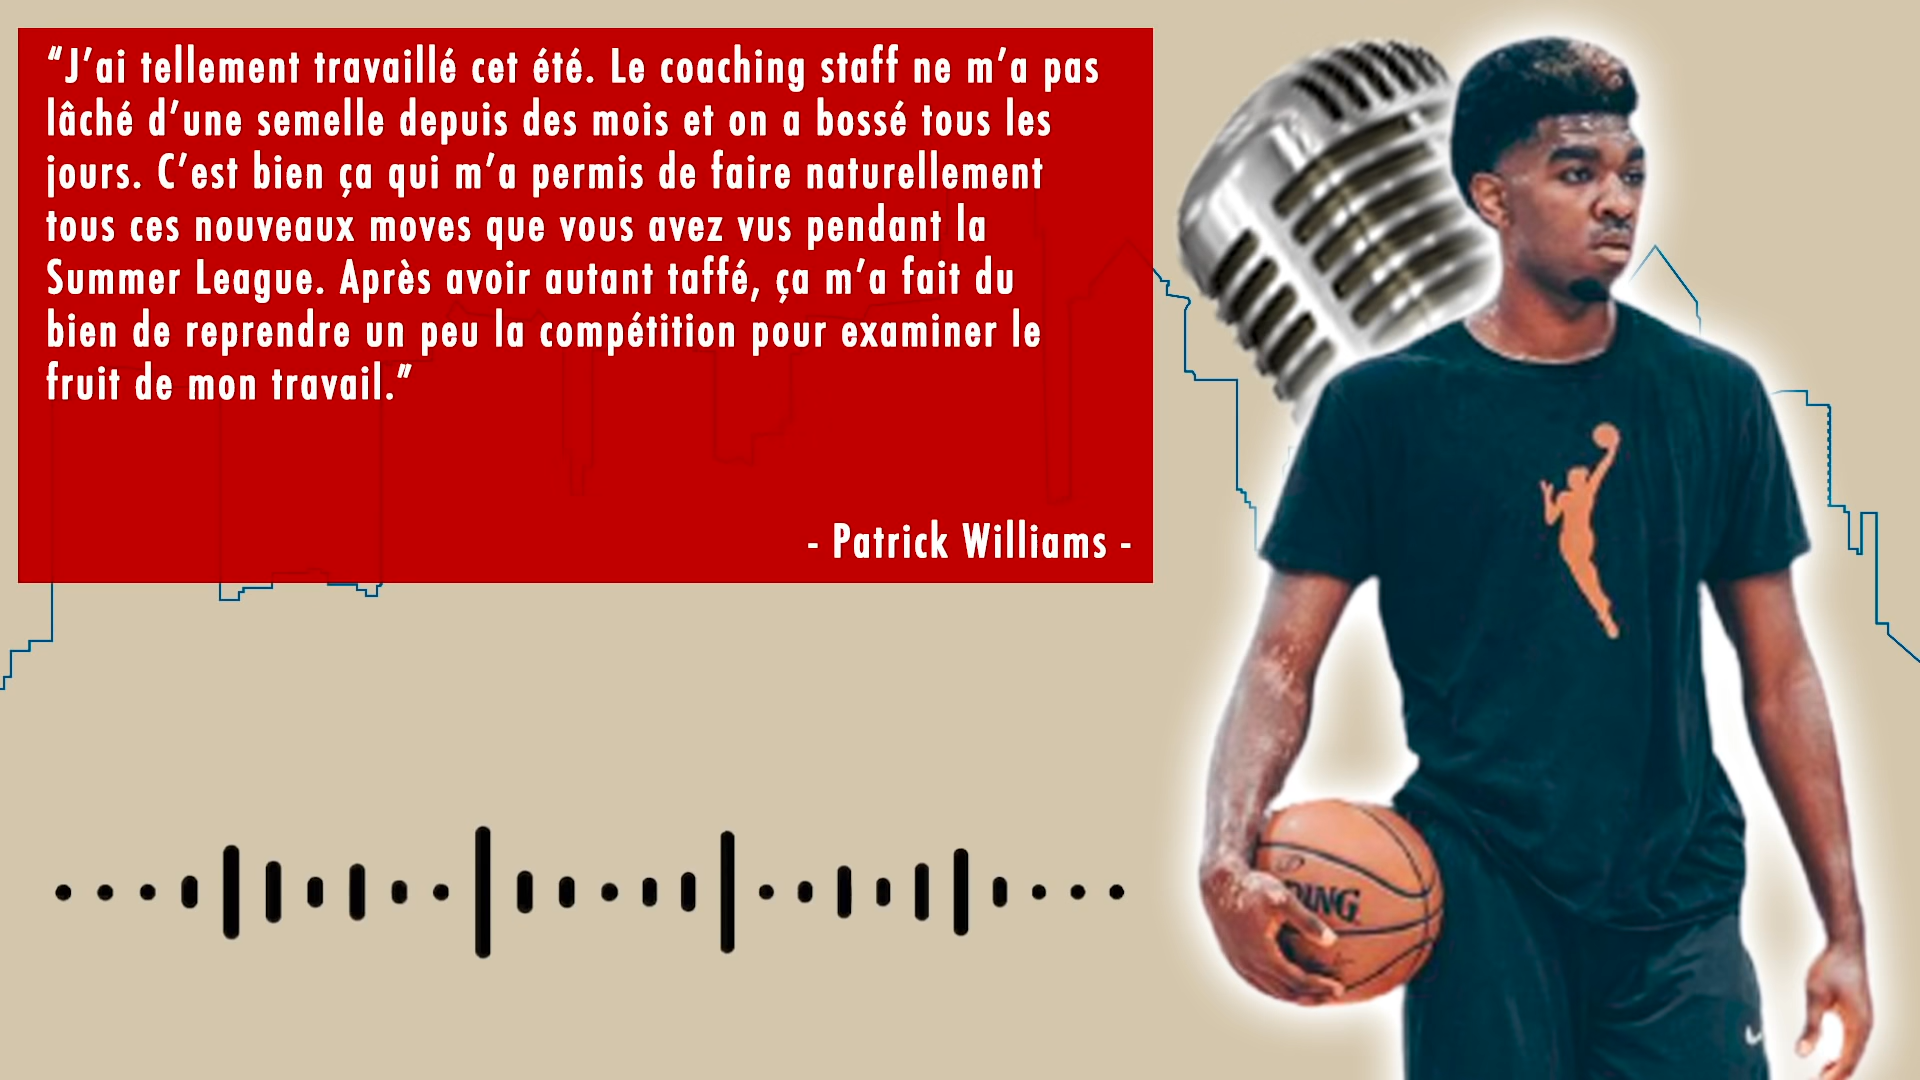 “J’ai tellement travaillé cet été. Le coaching staff ne m’a pas
lâché d’une semelle depuis des mois et on a bossé tous les
jours. C’est bien ça qui m’a permis de faire naturellement
tous ces nouveaux moves que vous avez vus pendant la
Summer League. Après avoir autant taffé, ça m’a fait du
bien de reprendre un peu la compétition pour examiner le
fruit de mon travail.”
- Patrick Williams -
DING